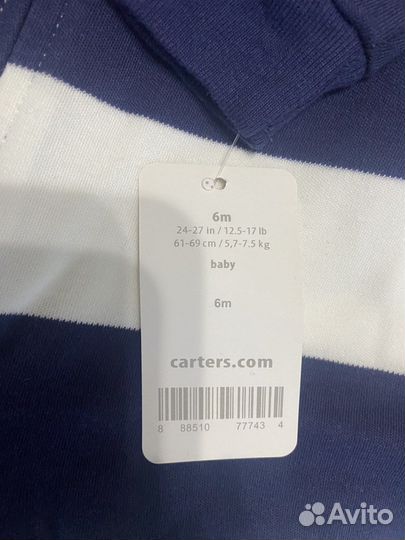 6m
24-27 in / 12.5-17 lb
61-69 cm / 5,7-7.5 kg
baby
6m
carters.com
8 88510 77743 4
Avito